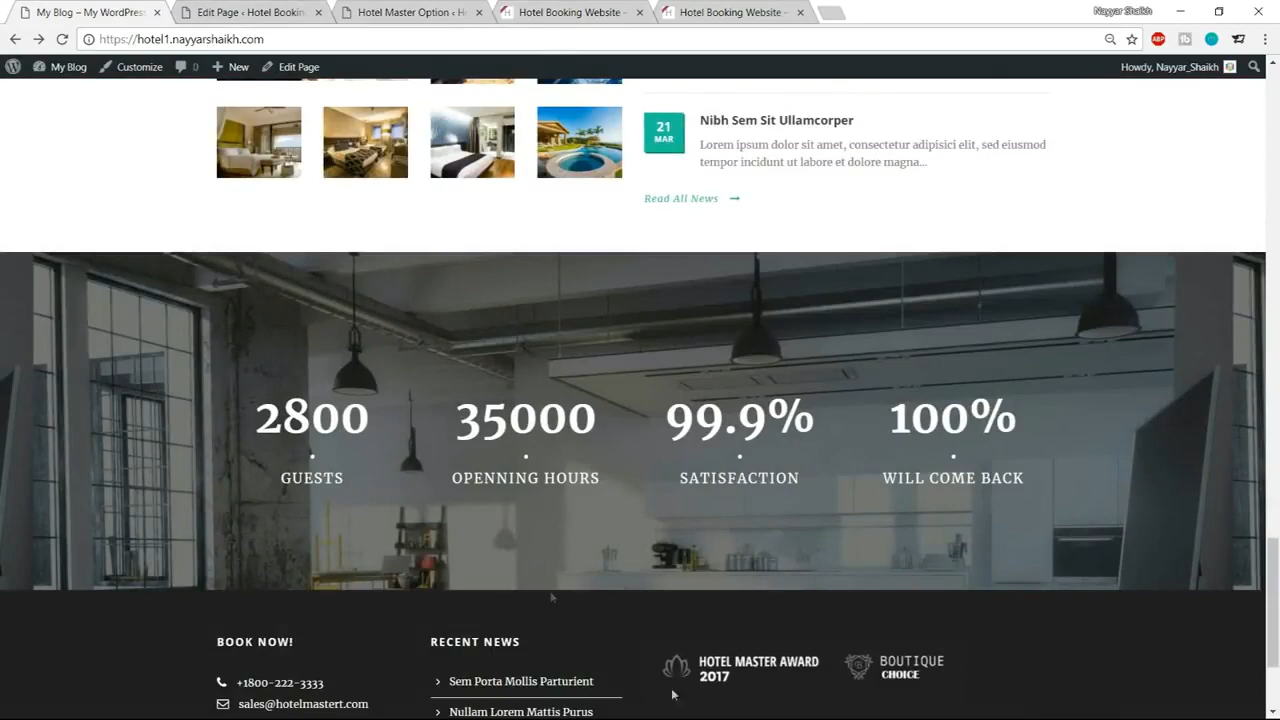 Nayyar Shaikh
My Blog – My WordPress
Edit Page ‹ Hotel Bookin
Hotel Master Option ‹ H
Hotel Booking Website -
Hotel Booking Website -
https://hotel1.nayyarshaikh.com
ABP
My Blog
Customize
0
New
Edit Page
Howdy, Nayyar_Shaikh
21
MAR
Nibh Sem Sit Ullamcorper
Lorem ipsum dolor sit amet, consectetur adipisici elit, sed eiusmod
tempor incidunt ut labore et dolore magna...
Read All News
2800
35000
99.9%
100%
GUESTS
OPENNING HOURS
SATISFACTION
WILL COME BACK
BOOK NOW!
+1800-222-3333
sales@hotelmastert.com
RECENT NEWS
Sem Porta Mollis Parturient
Nullam Lorem Mattis Purus
HOTEL MASTER AWARD
2017
BOUTIQUE
CHOICE